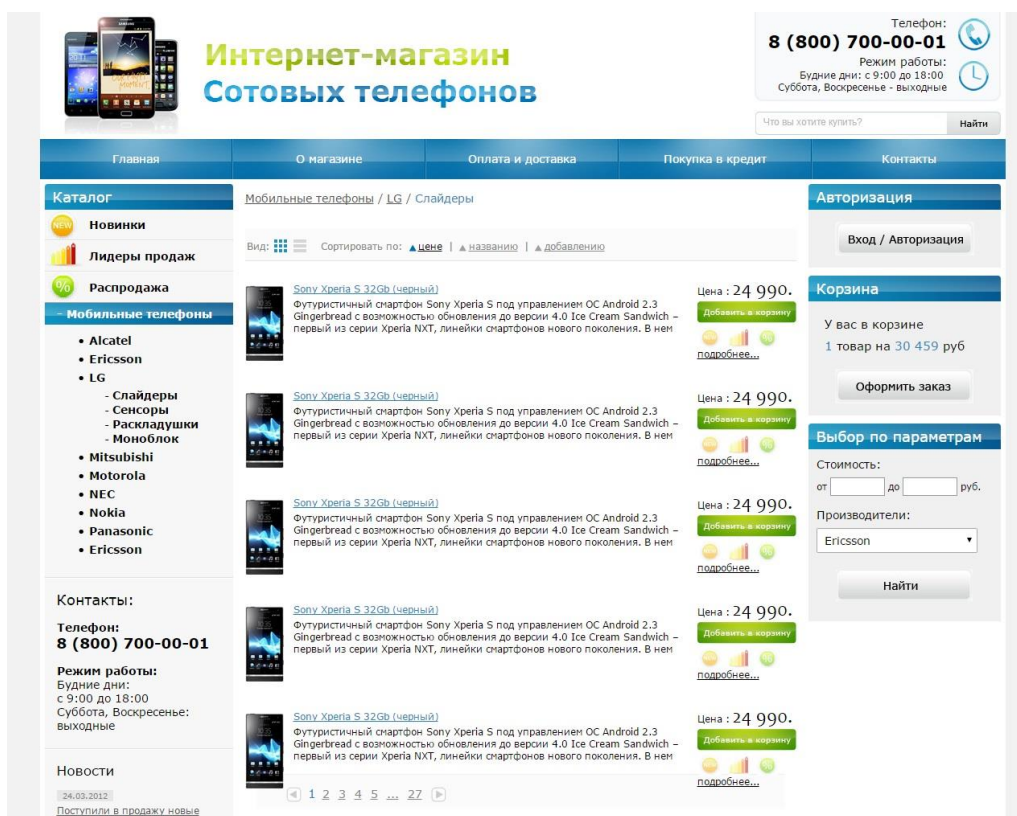 Интернет-магазин
Сотовых телефонов
Телефон:
8 (800) 700-00-01
Режим работы:
Будние дни: с 9:00 до 18:00
Суббота, Воскресенье - выходные
Что вы хотите купить?
Найти
Главная
О магазине
Оплата и доставка
Покупка в кредит
Контакты
Каталог
NEW Новинки
Лидеры продаж
% Распродажа
- Мобильные телефоны
• Alcatel
• Ericsson
• LG
- Слайдеры
- Сенсоры
- Раскладушки
- Моноблок
• Mitsubishi
• Motorola
• NEC
• Nokia
• Panasonic
• Ericsson
Контакты:
Телефон:
8 (800) 700-00-01
Режим работы:
Будние дни:
с 9:00 до 18:00
Суббота, Воскресенье:
выходные
Новости
24.03.2012
Поступили в продажу новые
Мобильные телефоны / LG / Слайдеры
Вид: Сортировать по: ▲цене | ▲названию | ▲добавлению
Sony Xperia S 32Gb (черный)
Футуристичный смартфон Sony Xperia S под управлением ОС Android 2.3
Gingerbread с возможностью обновления до версии 4.0 Ice Cream Sandwich –
первый из серии Xperia NXT, линейки смартфонов нового поколения. В нем
Цена : 24 990.
Добавить в корзину
подробнее...
Sony Xperia S 32Gb (черный)
Футуристичный смартфон Sony Xperia S под управлением ОС Android 2.3
Gingerbread с возможностью обновления до версии 4.0 Ice Cream Sandwich –
первый из серии Xperia NXT, линейки смартфонов нового поколения. В нем
Цена : 24 990.
Добавить в корзину
подробнее...
Sony Xperia S 32Gb (черный)
Футуристичный смартфон Sony Xperia S под управлением ОС Android 2.3
Gingerbread с возможностью обновления до версии 4.0 Ice Cream Sandwich –
первый из серии Xperia NXT, линейки смартфонов нового поколения. В нем
Цена : 24 990.
Добавить в корзину
подробнее...
Sony Xperia S 32Gb (черный)
Футуристичный смартфон Sony Xperia S под управлением ОС Android 2.3
Gingerbread с возможностью обновления до версии 4.0 Ice Cream Sandwich –
первый из серии Xperia NXT, линейки смартфонов нового поколения. В нем
Цена : 24 990.
Добавить в корзину
подробнее...
Sony Xperia S 32Gb (черный)
Футуристичный смартфон Sony Xperia S под управлением ОС Android 2.3
Gingerbread с возможностью обновления до версии 4.0 Ice Cream Sandwich –
первый из серии Xperia NXT, линейки смартфонов нового поколения. В нем
Цена : 24 990.
Добавить в корзину
подробнее...
1 2 3 4 5 ... 27
Авторизация
Вход / Авторизация
Корзина
У вас в корзине
1 товар на 30 459 руб
Оформить заказ
Выбор по параметрам
Стоимость:
от до руб.
Производители:
Ericsson
Найти